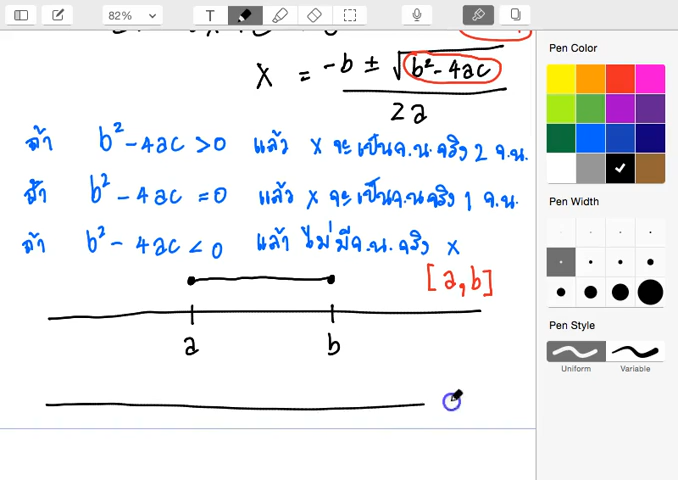 82%
T
x = -b ± √b² - 4ac
2a
ถ้า b² - 4ac > 0 แล้ว x จะเป็นจ.น.จริง 2 จ.น.
ถ้า b² - 4ac = 0 แล้ว x จะเป็นจ.นจริง 1 จ.น.
ถ้า b² - 4ac < 0 แล้ว ไม่มีจ.น.จริง x
[a, b]
a b
Pen Color
Pen Width
Pen Style
Uniform Variable